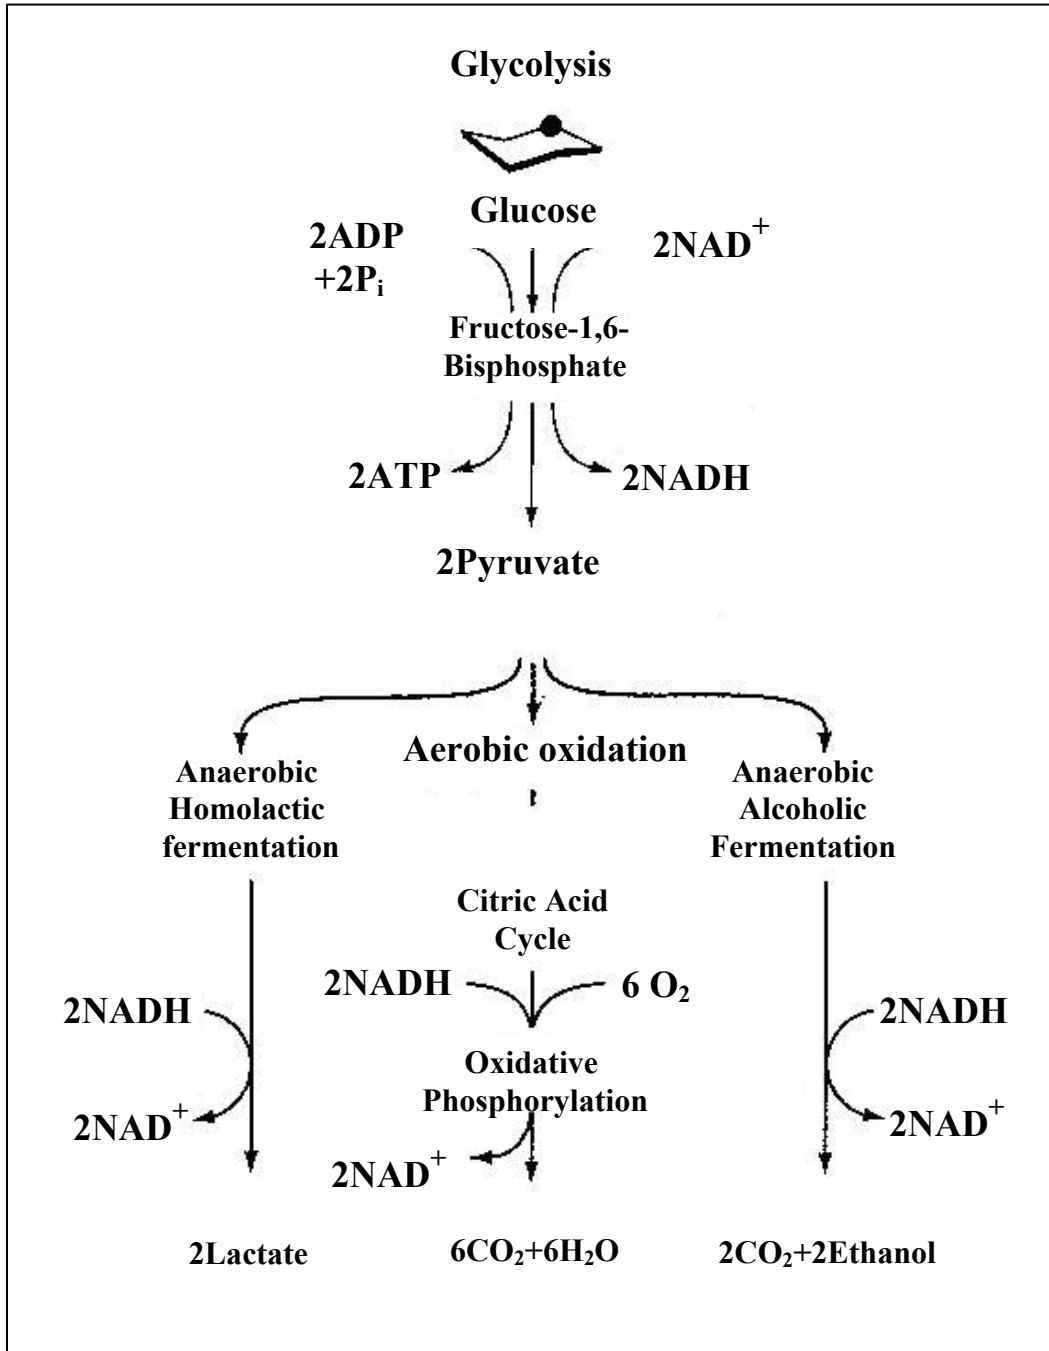 Glycolysis
Glucose
2ADP
+2Pi
2NAD+
Fructose-1,6-
Bisphosphate
2ATP
2NADH
2Pyruvate
Anaerobic
Homolactic
fermentation
Aerobic oxidation
Anaerobic
Alcoholic
Fermentation
Citric Acid
Cycle
2NADH
2NADH
6 O2
2NADH
Oxidative
Phosphorylation
2NAD+
2NAD+
2NAD+
2Lactate
6CO2+6H2O
2CO2+2Ethanol